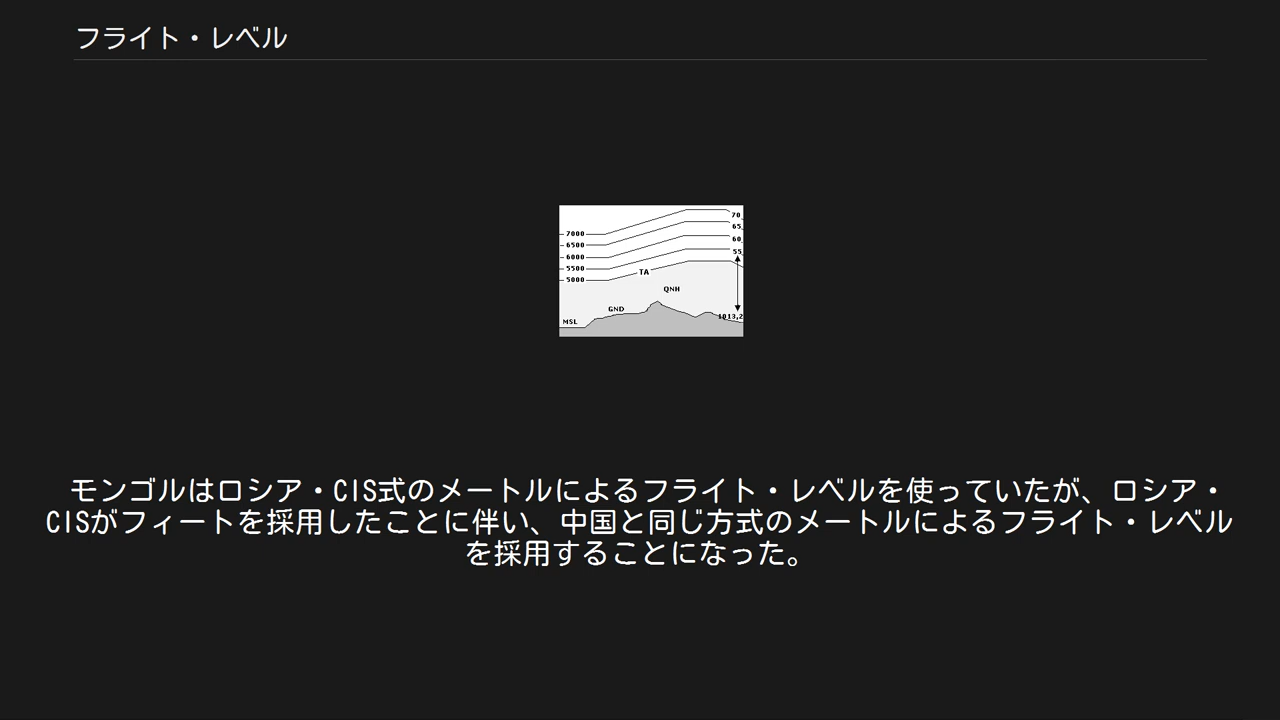 フライト・レベル
7000
6500
6000
5500
5000
70
65
60
55
TA
QNH
GND
MSL
1013,2
モンゴルはロシア・CIS式のメートルによるフライト・レベルを使っていたが、ロシア・
CISがフィートを採用したことに伴い、中国と同じ方式のメートルによるフライト・レベル
を採用することになった。